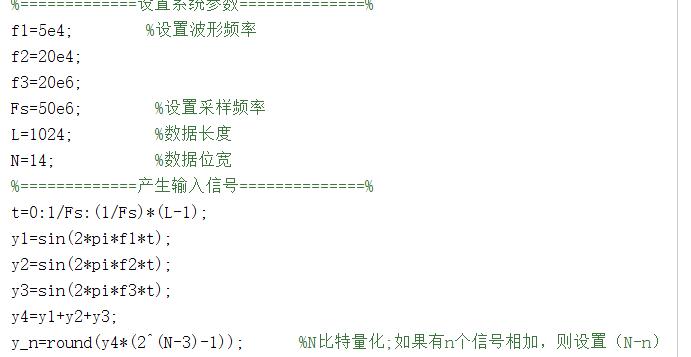 %=============设置系统参数==============%
f1=5e4;        %设置波形频率
f2=20e4;
f3=20e6;
Fs=50e6;        %设置采样频率
L=1024;         %数据长度
N=14;           %数据位宽
%=============产生输入信号==============%
t=0:1/Fs:(1/Fs)*(L-1);
y1=sin(2*pi*f1*t);
y2=sin(2*pi*f2*t);
y3=sin(2*pi*f3*t);
y4=y1+y2+y3;
y_n=round(y4*(2^(N-3)-1));      %N比特量化;如果有n个信号相加，则设置（N-n）